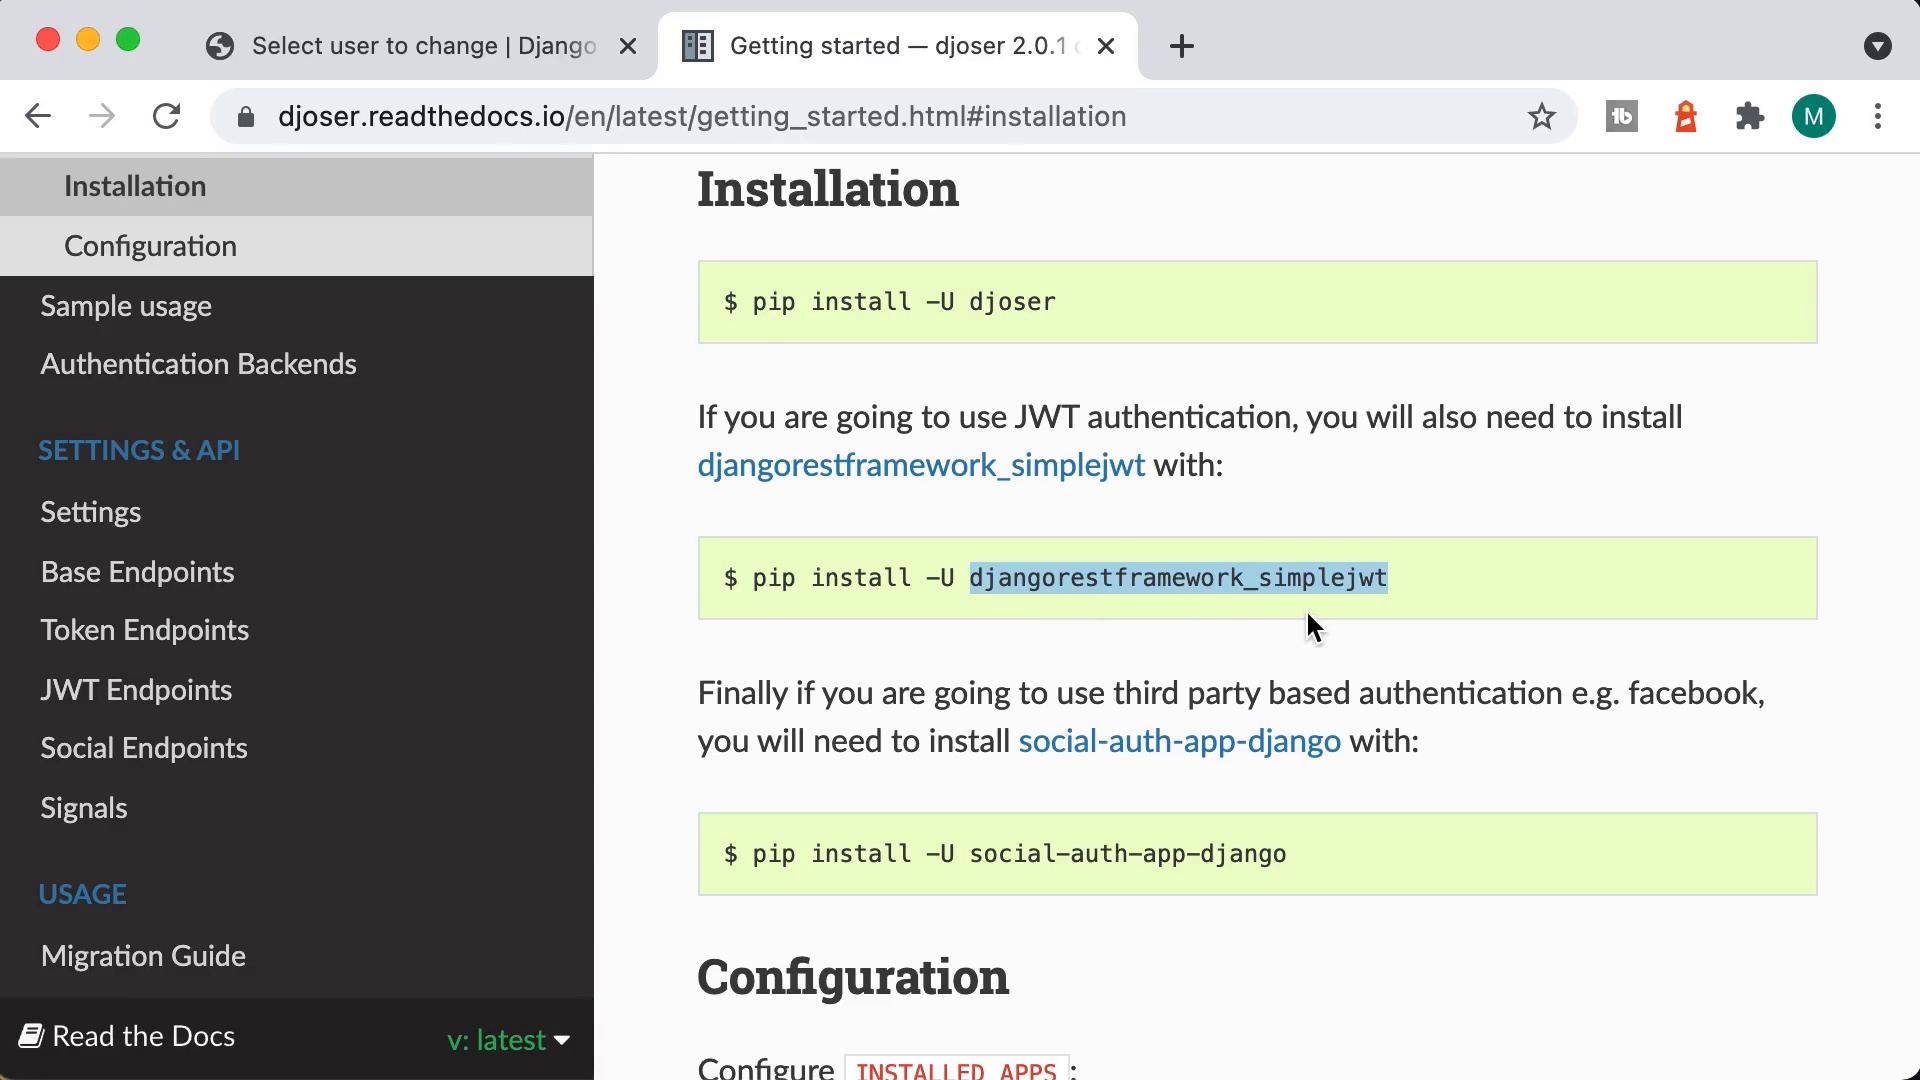 Select user to change | Django
Getting started — djoser 2.0.1
djoser.readthedocs.io/en/latest/getting_started.html#installation
M
Installation
Configuration
Sample usage
Authentication Backends
SETTINGS & API
Settings
Base Endpoints
Token Endpoints
JWT Endpoints
Social Endpoints
Signals
USAGE
Migration Guide
Read the Docs
v: latest
Installation
$ pip install -U djoser
If you are going to use JWT authentication, you will also need to install
djangorestframework_simplejwt with:
$ pip install -U djangorestframework_simplejwt
Finally if you are going to use third party based authentication e.g. facebook,
you will need to install social-auth-app-django with:
$ pip install -U social-auth-app-django
Configuration
Configure INSTALLED_APPS: